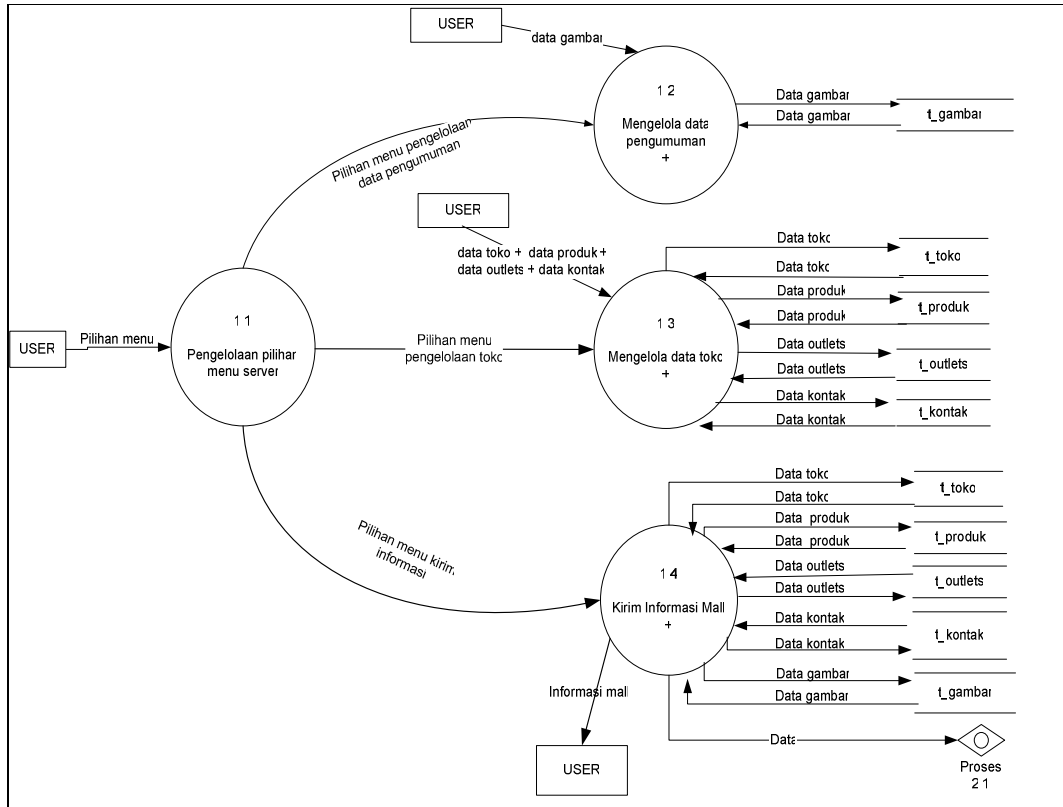 USER
data gambar
1 2
Mengelola data
pengumuman
+
Data gambar
Data gambar
t_gambar
Pilihan menu pengelolaan
data pengumuman
USER
data toko + data produk +
data outlets + data kontak
Data toko
t_toko
Data toko
Data produk
t_produk
Data produk
1 3
Mengelola data toko
+
Data outlets
t_outlets
Data outlets
Data kontak
t_kontak
Data kontak
USER
Pilihan menu
1 1
Pengelolaan pilihan
menu server
Pilihan menu
pengelolaan toko
Pilihan menu kirim
informasi
Data toko
t_toko
Data toko
Data produk
t_produk
Data produk
1 4
Kirim Informasi Mall
+
Data outlets
t_outlets
Data outlets
Data kontak
t_kontak
Data kontak
Data gambar
t_gambar
Data gambar
Informasi mall
USER
Data
Proses
2 1